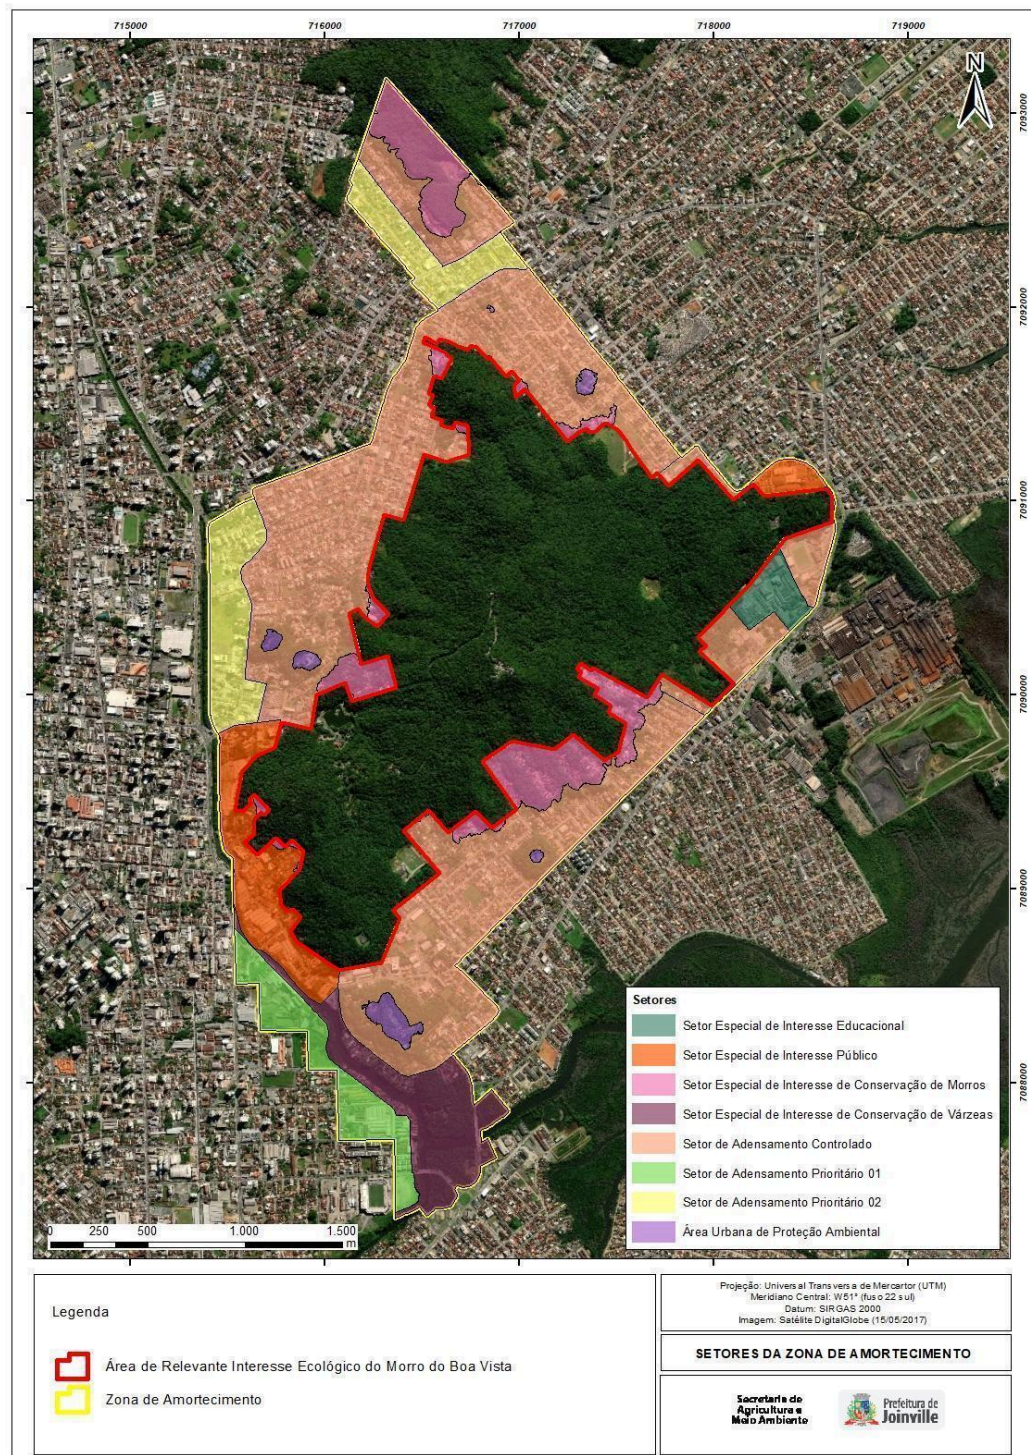 715000 716000 717000 718000 719000
N
7093000
7092000
7091000
7090000
7089000
7088000
Setores
Setor Especial de Interesse Educacional
Setor Especial de Interesse Público
Setor Especial de Interesse de Conservação de Morros
Setor Especial de Interesse de Conservação de Várzeas
Setor de Adensamento Controlado
Setor de Adensamento Prioritário 01
Setor de Adensamento Prioritário 02
Área Urbana de Proteção Ambiental
0 250 500 1.000 1.500
m
Legenda
Área de Relevante Interesse Ecológico do Morro do Boa Vista
Zona de Amortecimento
Projeção: Universal Transversa de Mercartor (UTM)
Meridiano Central: W51° (fuso 22 sul)
Datum: SIRGAS 2000
Imagem: Satélite DigitalGlobe (15/05/2017)
SETORES DA ZONA DE AMORTECIMENTO
Secretaria de
Agricultura e
Meio Ambiente
Prefeitura de
Joinville